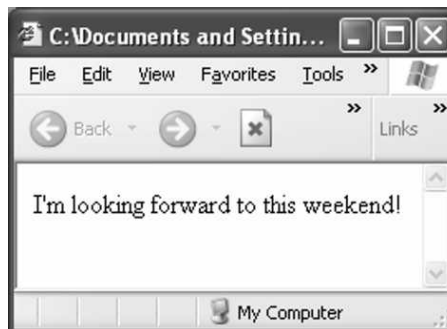 C:\Documents and Settin...
File Edit View Favorites Tools »
Back » Links »
I'm looking forward to this weekend!
My Computer